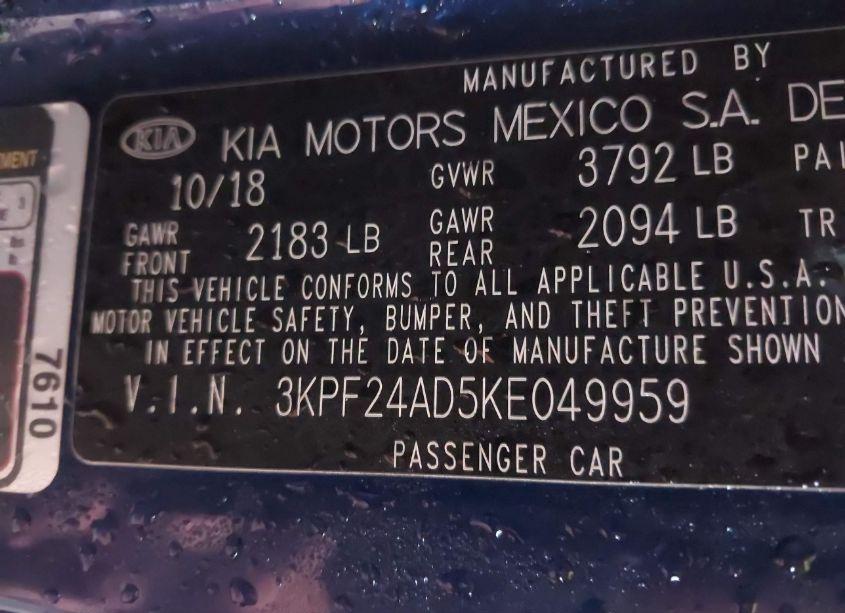 MANUFACTURED BY
KIA KIA MOTORS MEXICO S.A. DE
10/18 GVWR 3792 LB
GAWR FRONT 2183 LB GAWR REAR 2094 LB TR
THIS VEHICLE CONFORMS TO ALL APPLICABLE U.S.A.
MOTOR VEHICLE SAFETY, BUMPER, AND THEFT PREVENTION
IN EFFECT ON THE DATE OF MANUFACTURE SHOWN
V.I.N. 3KPF24AD5KE049959
PASSENGER CAR
7610